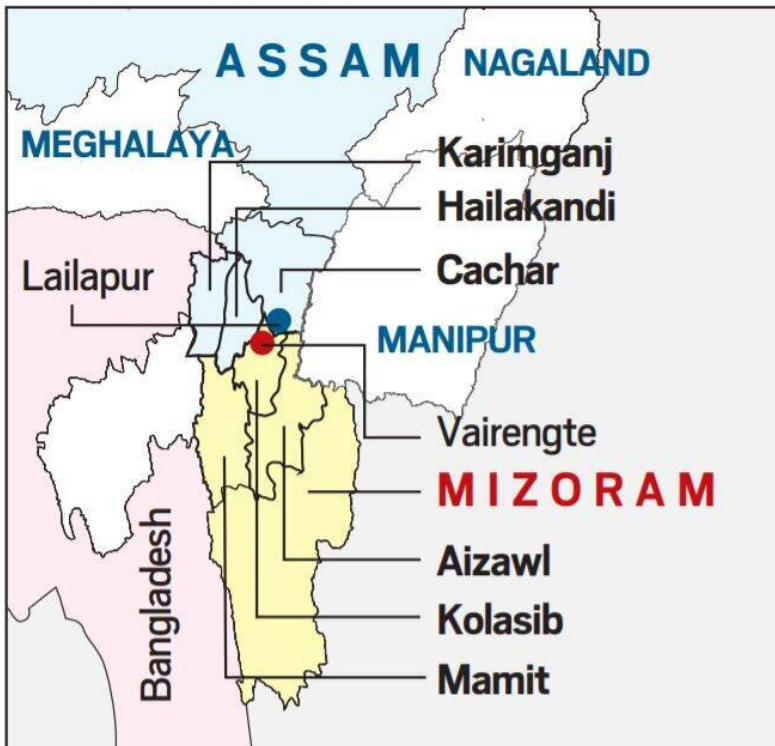 ASSAM
NAGALAND
MEGHALAYA
Karimganj
Hailakandi
Lailapur
Cachar
MANIPUR
Vairengte
MIZORAM
Bangladesh
Aizawl
Kolasib
Mamit